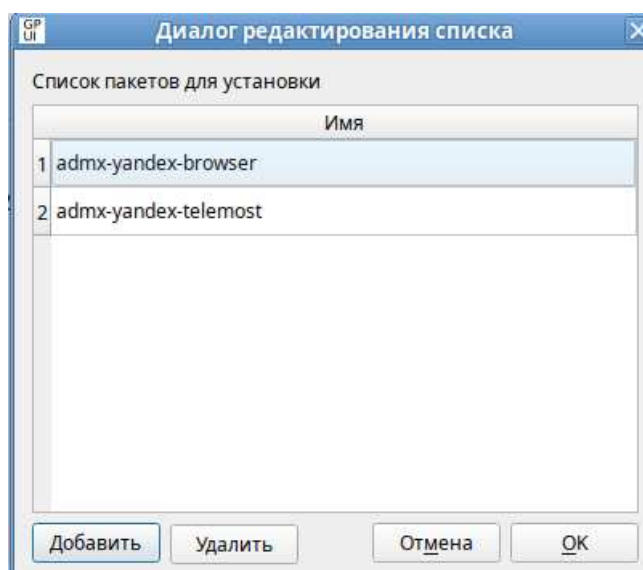 GP
UI
Диалог редактирования списка
Список пакетов для установки
Имя
1 admx-yandex-browser
2 admx-yandex-telemost
Добавить
Удалить
Отмена
OK